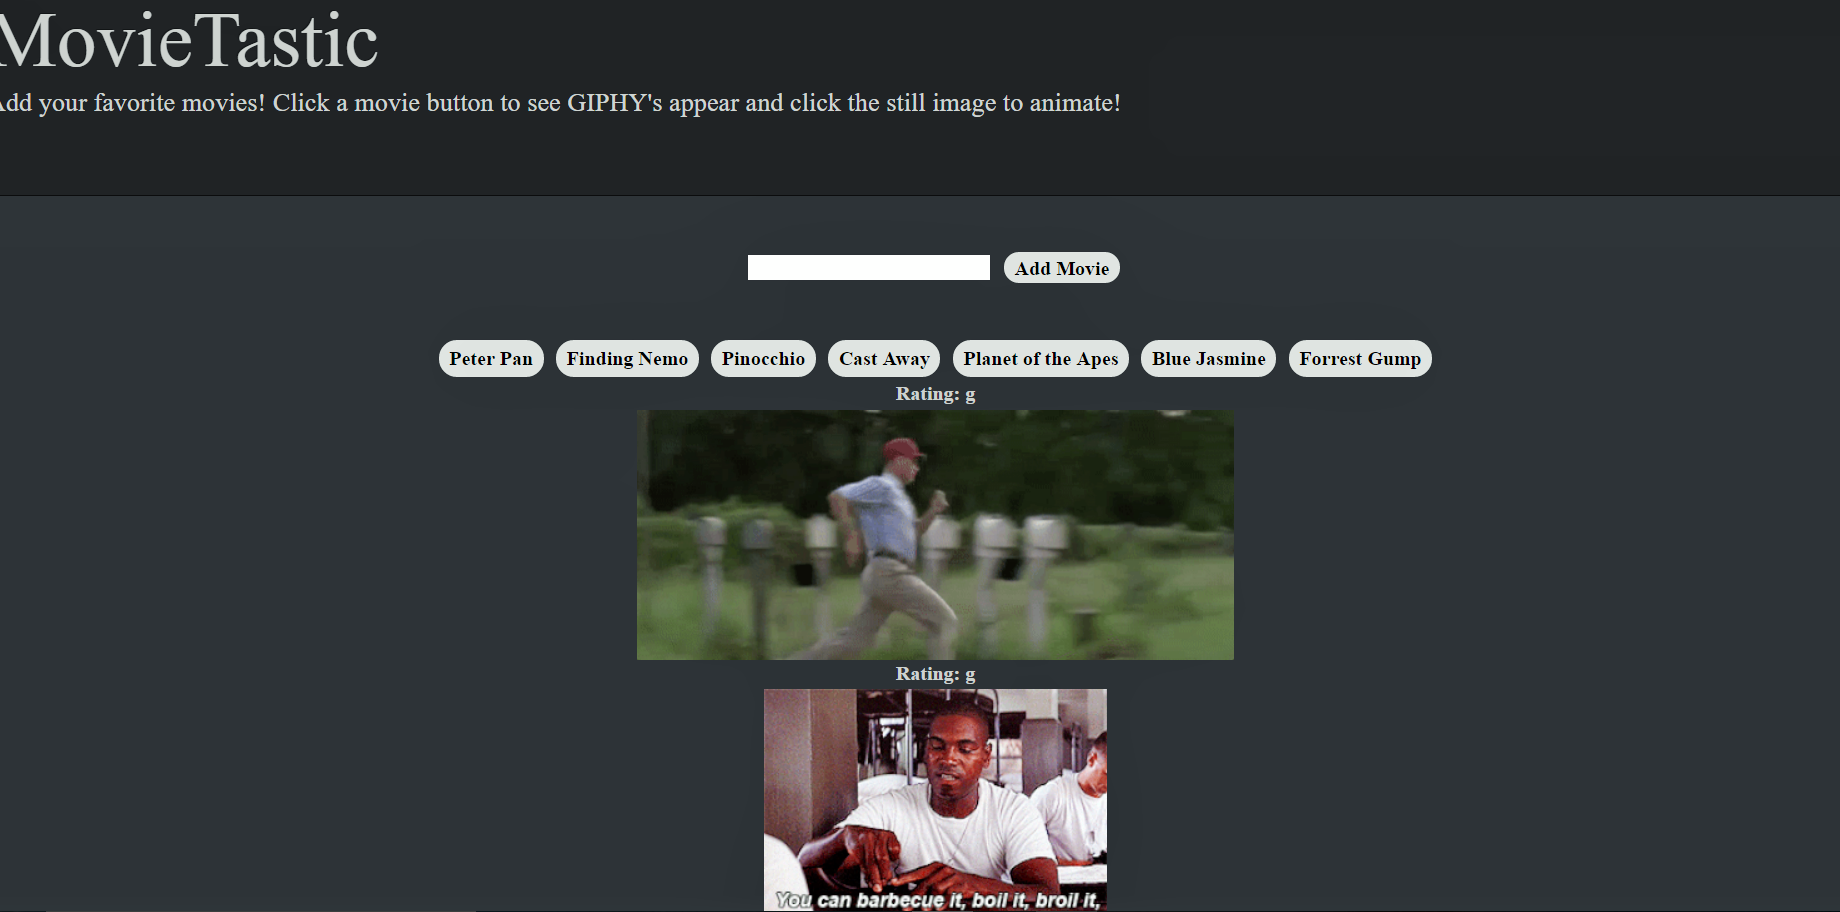 MovieTastic
Add your favorite movies! Click a movie button to see GIPHY's appear and click the still image to animate!
Add Movie
Peter Pan Finding Nemo Pinocchio Cast Away Planet of the Apes Blue Jasmine Forrest Gump
Rating: g
Rating: g
You can barbecue it, boil it, broil it,